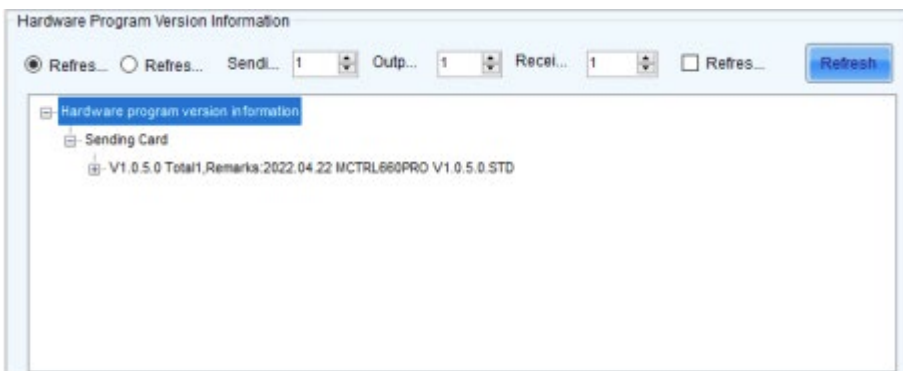 Hardware Program Version Information
Refres... Refres... Sendi... 1 Outp... 1 Recei... 1 Refres... Refresh
Hardware program version information
Sending Card
V1.0.5.0 Total1,Remarks:2022.04.22 MCTRL660PRO V1.0.5.0.STD